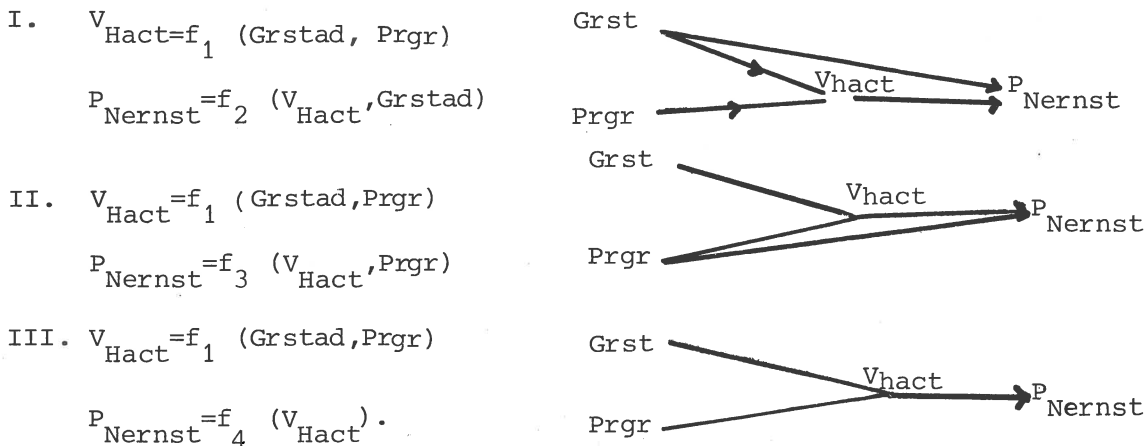 I. V_Hact=f_1 (Grstad, Prgr)
P_Nernst=f_2 (V_Hact,Grstad)
Grst
Vhact
P_Nernst
Prgr
II. V_Hact=f_1 (Grstad,Prgr)
P_Nernst=f_3 (V_Hact,Prgr)
Grst
Vhact
P_Nernst
Prgr
III. V_Hact=f_1 (Grstad,Prgr)
P_Nernst=f_4 (V_Hact).
Grst
Vhact
P_Nernst
Prgr